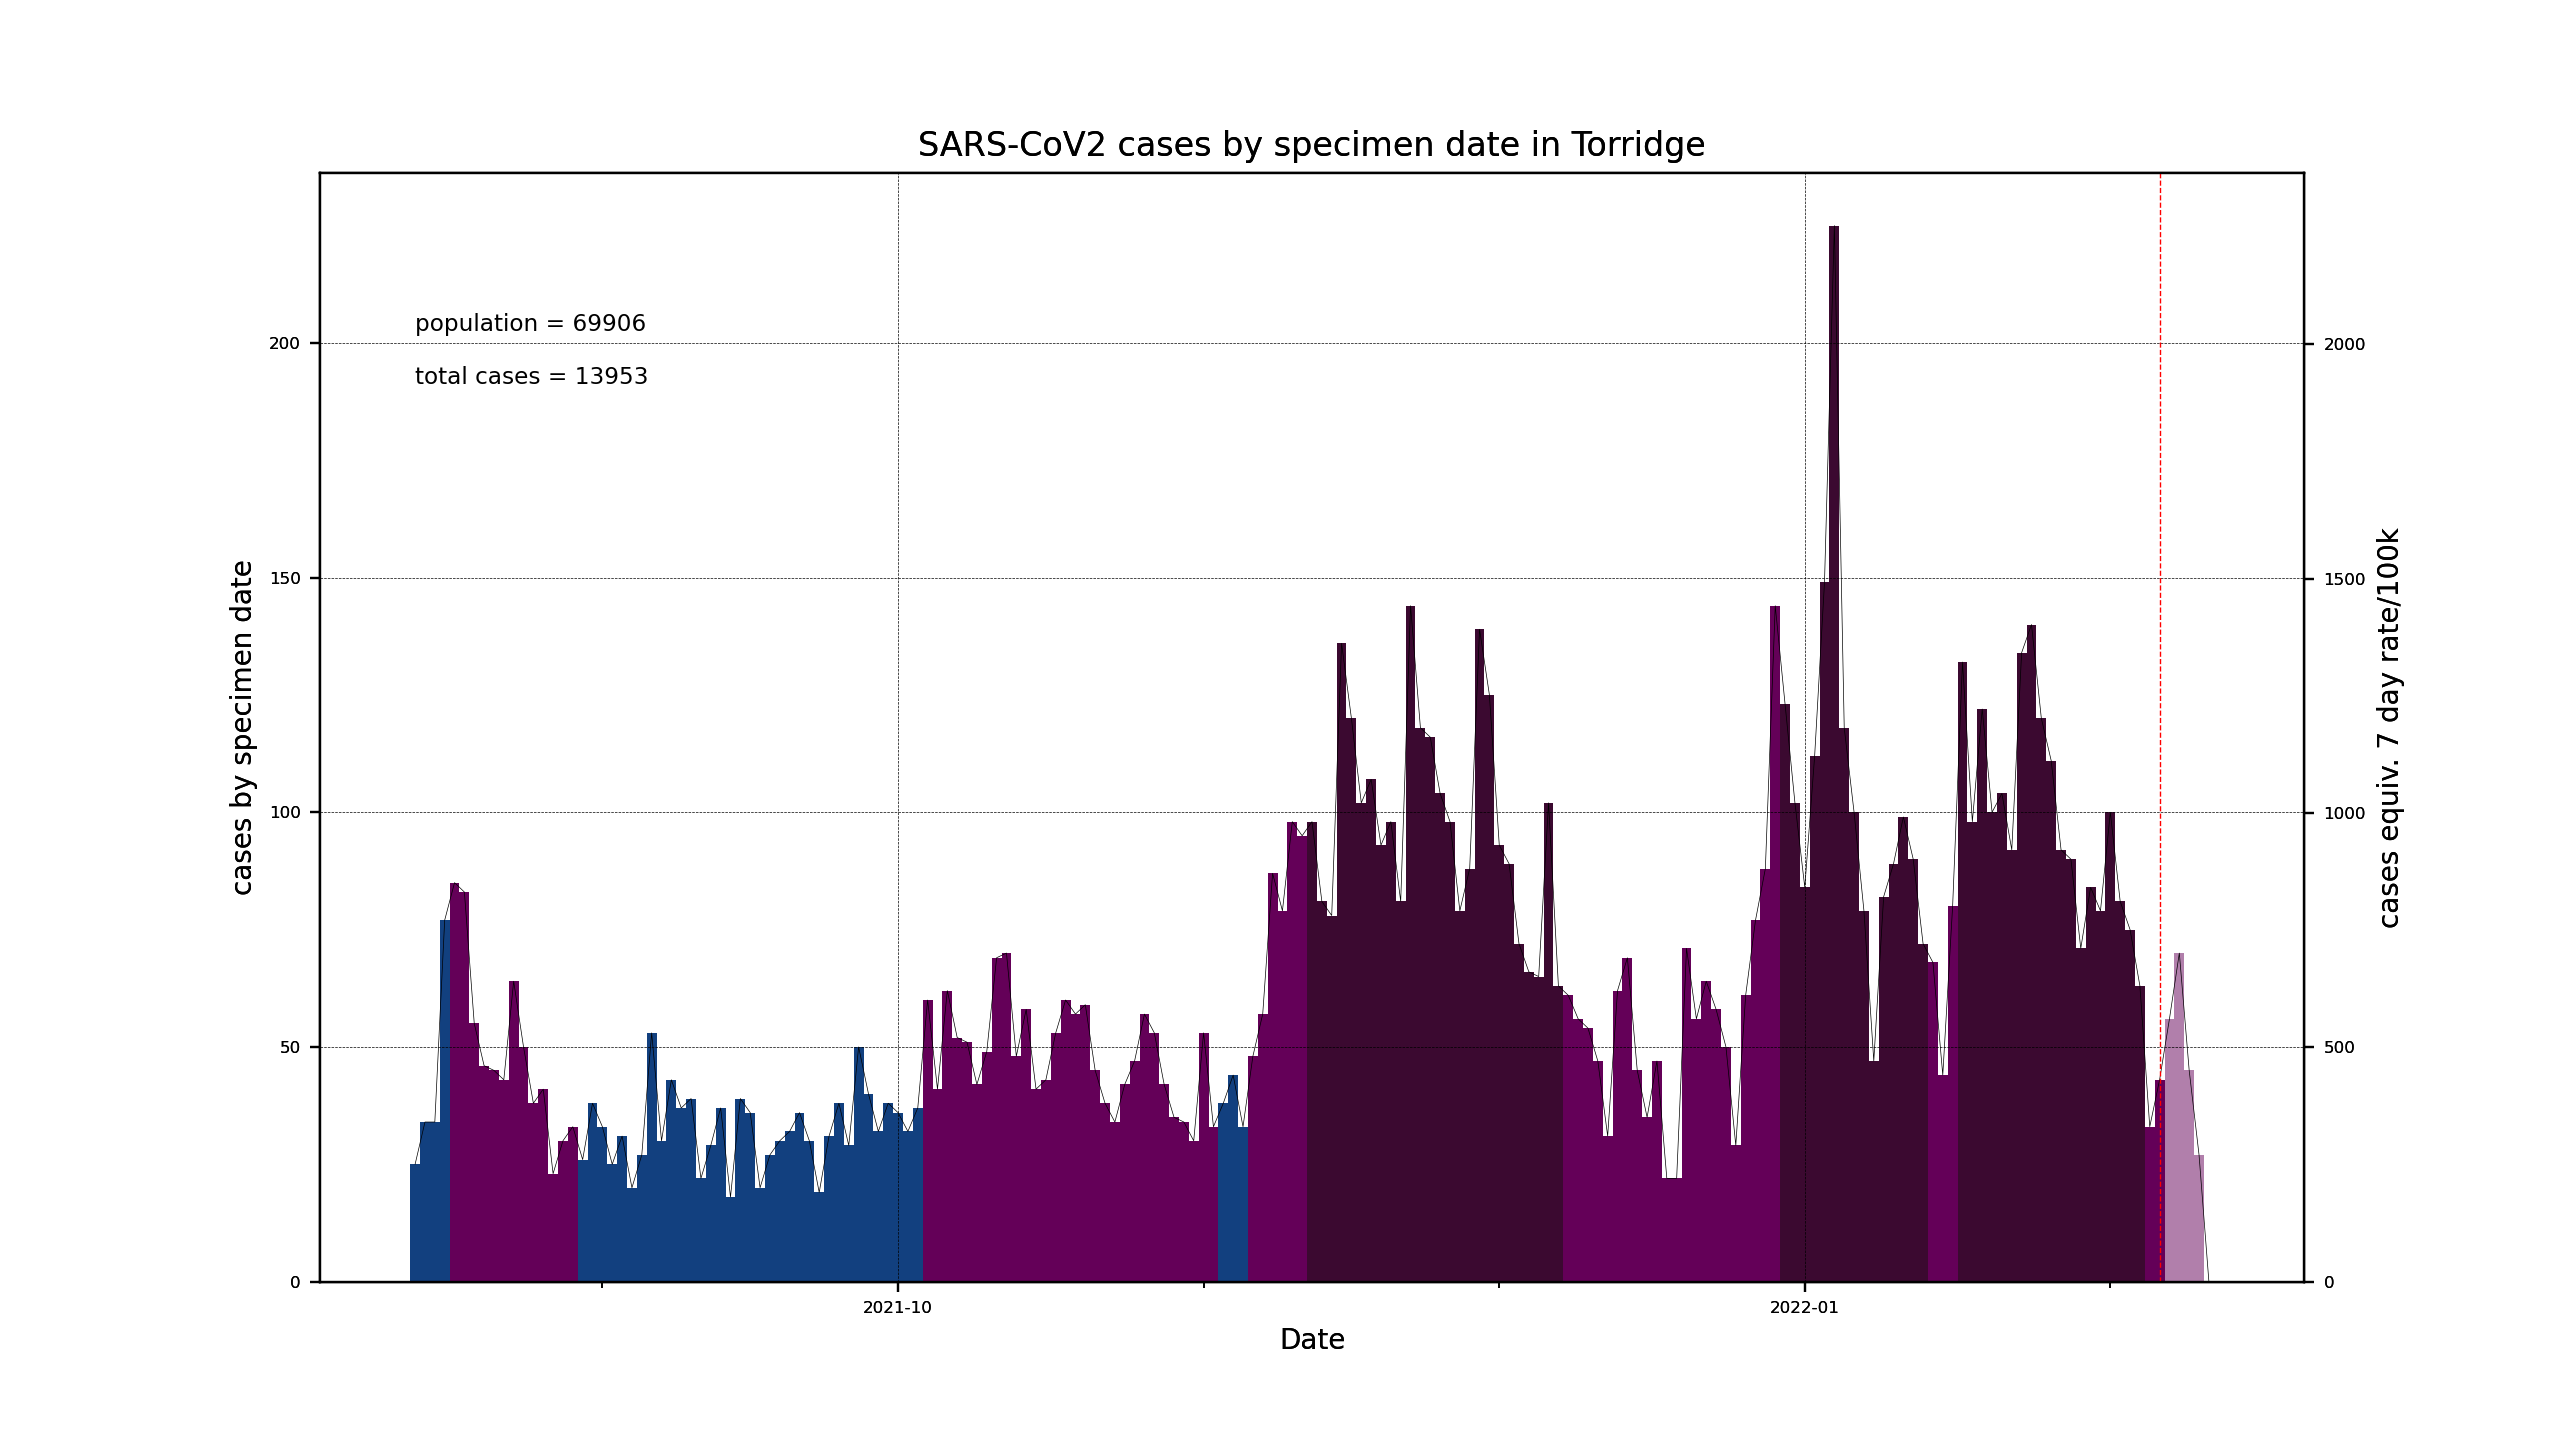 SARS-CoV2 cases by specimen date in Torridge
population = 69906
total cases = 13953
cases by specimen date
200
150
100
50
0
2000
1500
1000
500
0
cases equiv. 7 day rate/100k
2021-10
2022-01
Date